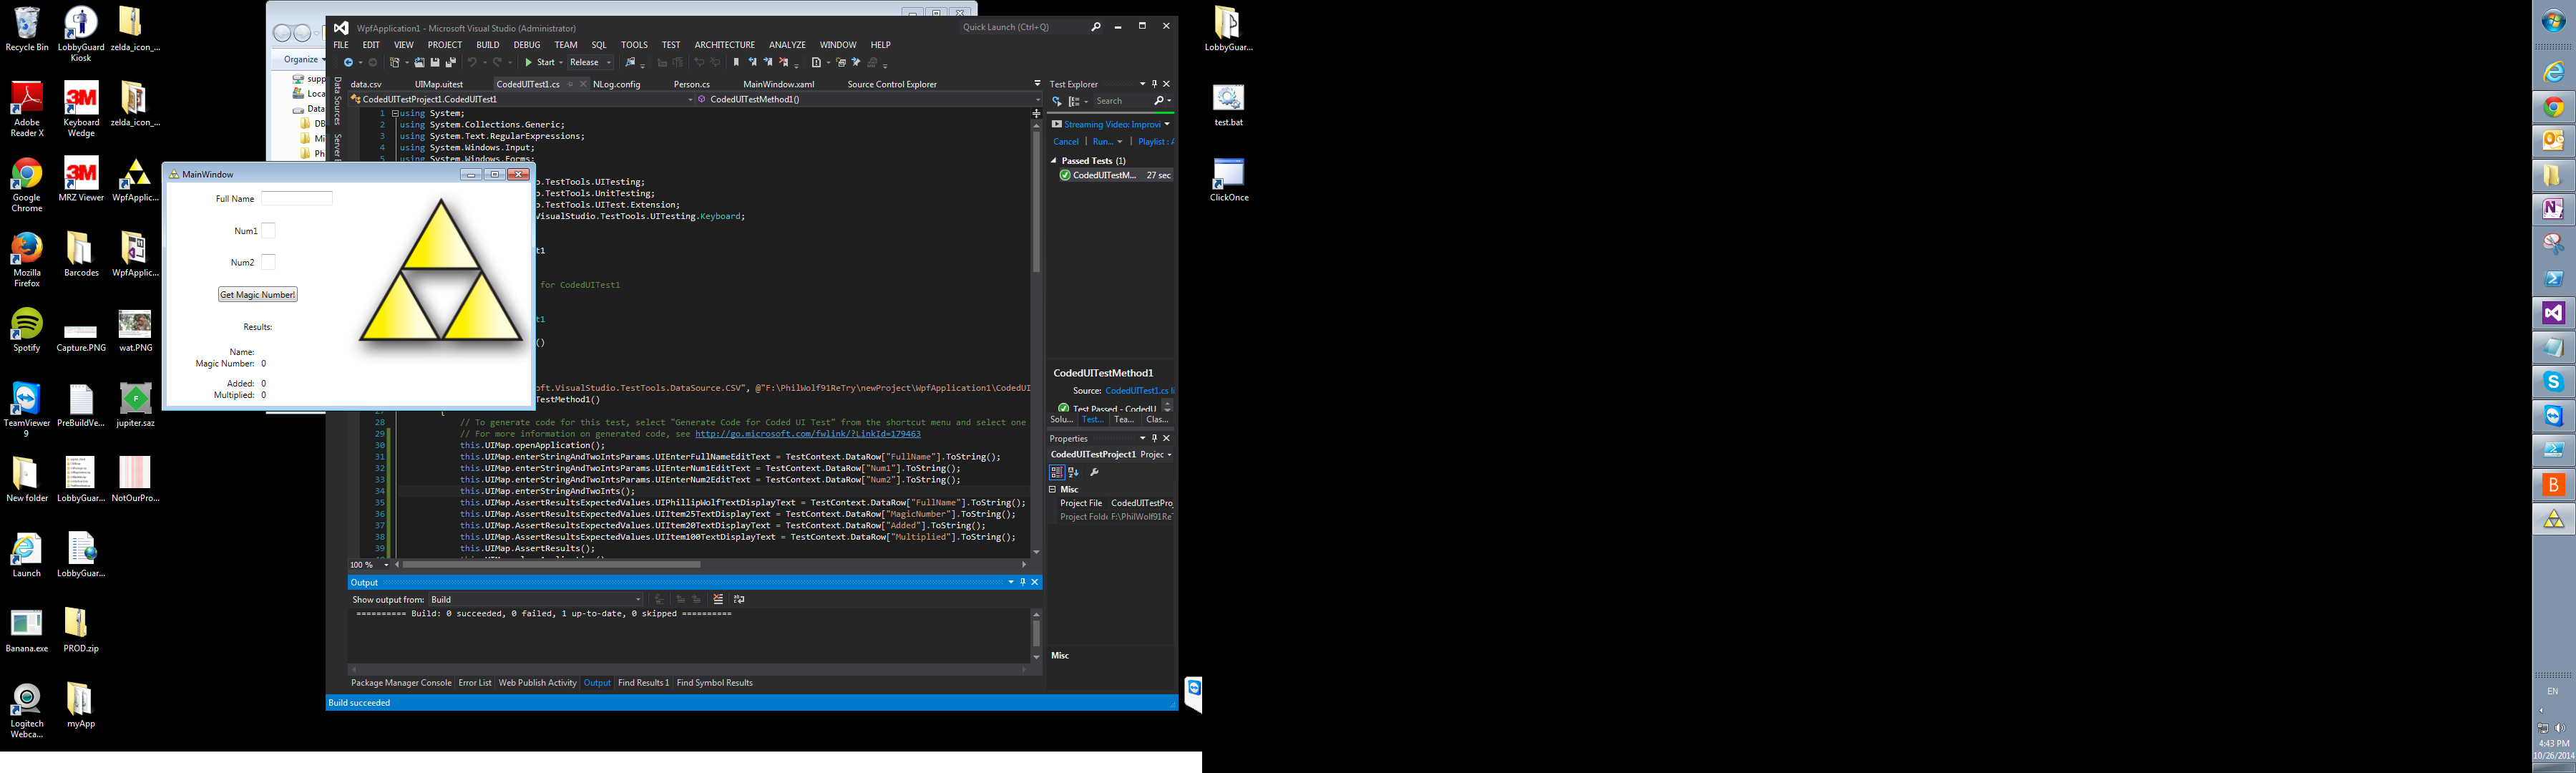 Recycle Bin
LobbyGuard Kiosk
zelda_icon_...
Adobe Reader X
Keyboard Wedge
zelda_icon_...
Google Chrome
MRZ Viewer
WpfApplic...
Mozilla Firefox
Barcodes
WpfApplic...
Spotify
Capture.PNG
wat.PNG
TeamViewer 9
PreBuildVe...
jupiter.saz
New folder
LobbyGuar...
NotOurPro...
Launch
LobbyGuar...
Banana.exe
PROD.zip
Logitech Webca...
myApp
Organize
supp
Loca
Data
DB
Mi
Ph
MainWindow
Full Name
Num1
Num2
Get Magic Number!
Results:
Name:
Magic Number: 0
Added: 0
Multiplied: 0
WpfApplication1 - Microsoft Visual Studio (Administrator)
Quick Launch (Ctrl+Q)
FILE EDIT VIEW PROJECT BUILD DEBUG TEAM SQL TOOLS TEST ARCHITECTURE ANALYZE WINDOW HELP
Start Release
Data Sources
data.csv UIMap.uitest CodedUITest1.cs NLog.config Person.cs MainWindow.xaml Source Control Explorer
CodedUITestProject1.CodedUITest1 CodedUITestMethod1()
1 using System;
2 using System.Collections.Generic;
3 using System.Text.RegularExpressions;
4 using System.Windows.Input;
5 using System.Windows.Forms;
o.TestTools.UITesting;
o.TestTools.UnitTesting;
o.TestTools.UITest.Extension;
VisualStudio.TestTools.UITesting.Keyboard;
t1
for CodedUITest1
t1
()
oft.VisualStudio.TestTools.DataSource.CSV", @"F:\PhilWolf91ReTry\newProject\WpfApplication1\CodedUI
TestMethod1()
{
28 // To generate code for this test, select "Generate Code for Coded UI Test" from the shortcut menu and select one
29 // For more information on generated code, see http://go.microsoft.com/fwlink/?LinkId=179463
30 this.UIMap.openApplication();
31 this.UIMap.enterStringAndTwoIntsParams.UIEnterFullNameEditText = TestContext.DataRow["FullName"].ToString();
32 this.UIMap.enterStringAndTwoIntsParams.UIEnterNum1EditText = TestContext.DataRow["Num1"].ToString();
33 this.UIMap.enterStringAndTwoIntsParams.UIEnterNum2EditText = TestContext.DataRow["Num2"].ToString();
34 this.UIMap.enterStringAndTwoInts();
35 this.UIMap.AssertResultsExpectedValues.UIPhillipWolfTextDisplayText = TestContext.DataRow["FullName"].ToString();
36 this.UIMap.AssertResultsExpectedValues.UIItem25TextDisplayText = TestContext.DataRow["MagicNumber"].ToString();
37 this.UIMap.AssertResultsExpectedValues.UIItem20TextDisplayText = TestContext.DataRow["Added"].ToString();
38 this.UIMap.AssertResultsExpectedValues.UIItem100TextDisplayText = TestContext.DataRow["Multiplied"].ToString();
39 this.UIMap.AssertResults();
100 %
Output
Show output from: Build
========== Build: 0 succeeded, 0 failed, 1 up-to-date, 0 skipped ==========
Package Manager Console Error List Web Publish Activity Output Find Results 1 Find Symbol Results
Build succeeded
Test Explorer
Search
Streaming Video: Improvi
Cancel | Run... | Playlist : A
Passed Tests (1)
CodedUITestM... 27 sec
CodedUITestMethod1
Source: CodedUITest1.cs li
Test Passed - CodedU
Solu... Test... Tea... Clas...
Properties
CodedUITestProject1 Projec
Misc
Project File CodedUITestProj
Project Folde F:\PhilWolf91ReT
Misc
LobbyGuar...
test.bat
ClickOnce
EN
4:43 PM
10/26/2014